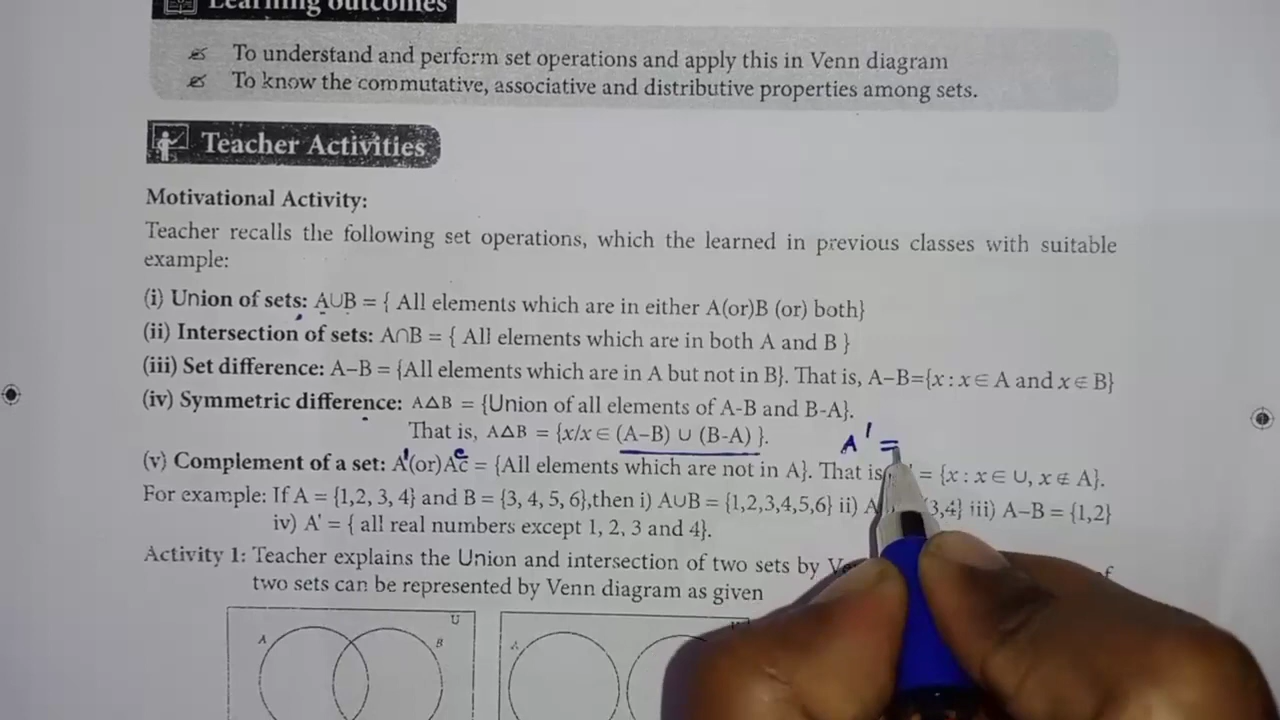 Learning outcomes
To understand and perform set operations and apply this in Venn diagram
To know the commutative, associative and distributive properties among sets.
Teacher Activities
Motivational Activity:
Teacher recalls the following set operations, which the learned in previous classes with suitable
example:
(i) Union of sets: A∪B = { All elements which are in either A(or)B (or) both}
(ii) Intersection of sets: A∩B = { All elements which are in both A and B }
(iii) Set difference: A–B = {All elements which are in A but not in B}. That is, A–B={x : x∈ A and x ∉ B}
(iv) Symmetric difference: A△B = {Union of all elements of A-B and B-A}.
That is, A△B = {x/x ∈ (A–B) ∪ (B-A) }.
A' =
(v) Complement of a set: A'(or)Ac = {All elements which are not in A}. That is = {x : x ∈ ∪, x ∉ A}.
For example: If A = {1,2, 3, 4} and B = {3, 4, 5, 6},then i) A∪B = {1,2,3,4,5,6} ii) A 3,4} iii) A–B = {1,2}
iv) A' = { all real numbers except 1, 2, 3 and 4}.
Activity 1: Teacher explains the Union and intersection of two sets by
two sets can be represented by Venn diagram as given
U
A B A